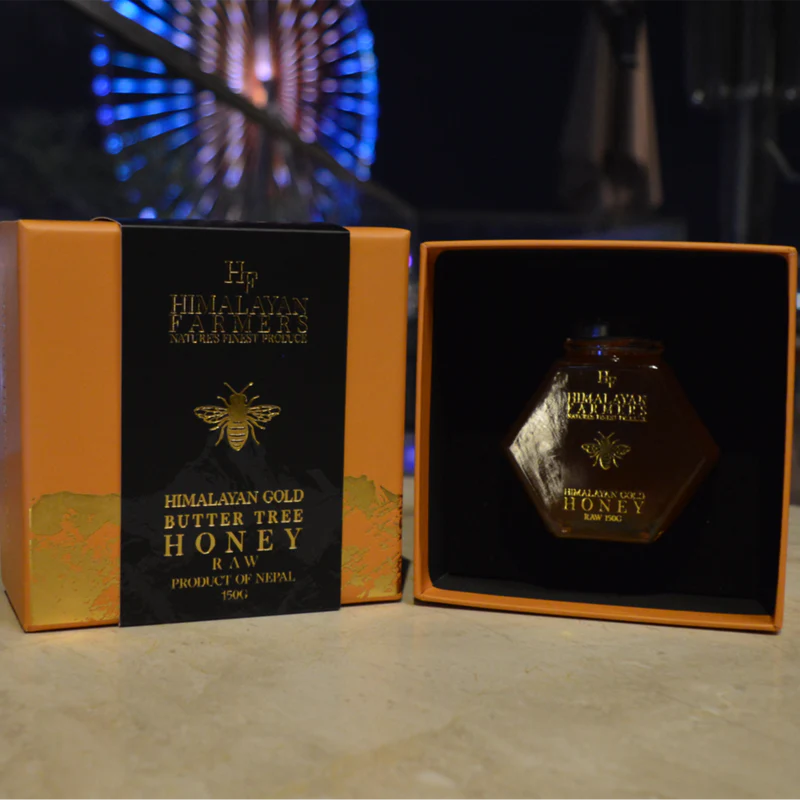 HF
HIMALAYAN
FARMERS
NATURE'S FINEST PRODUCE
HIMALAYAN GOLD
BUTTER TREE
HONEY
RAW
PRODUCT OF NEPAL
150G
HF
HIMALAYAN
FARMERS
NATURE'S FINEST PRODUCE
HIMALAYAN GOLD
HONEY
RAW 150G